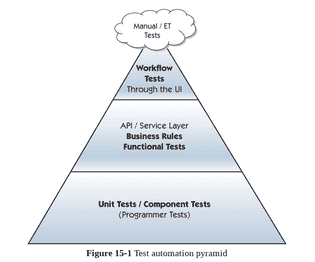 Manual / ET
Tests
Workflow
Tests
Through the UI
API / Service Layer
Business Rules
Functional Tests
Unit Tests / Component Tests
(Programmer Tests)
Figure 15-1 Test automation pyramid